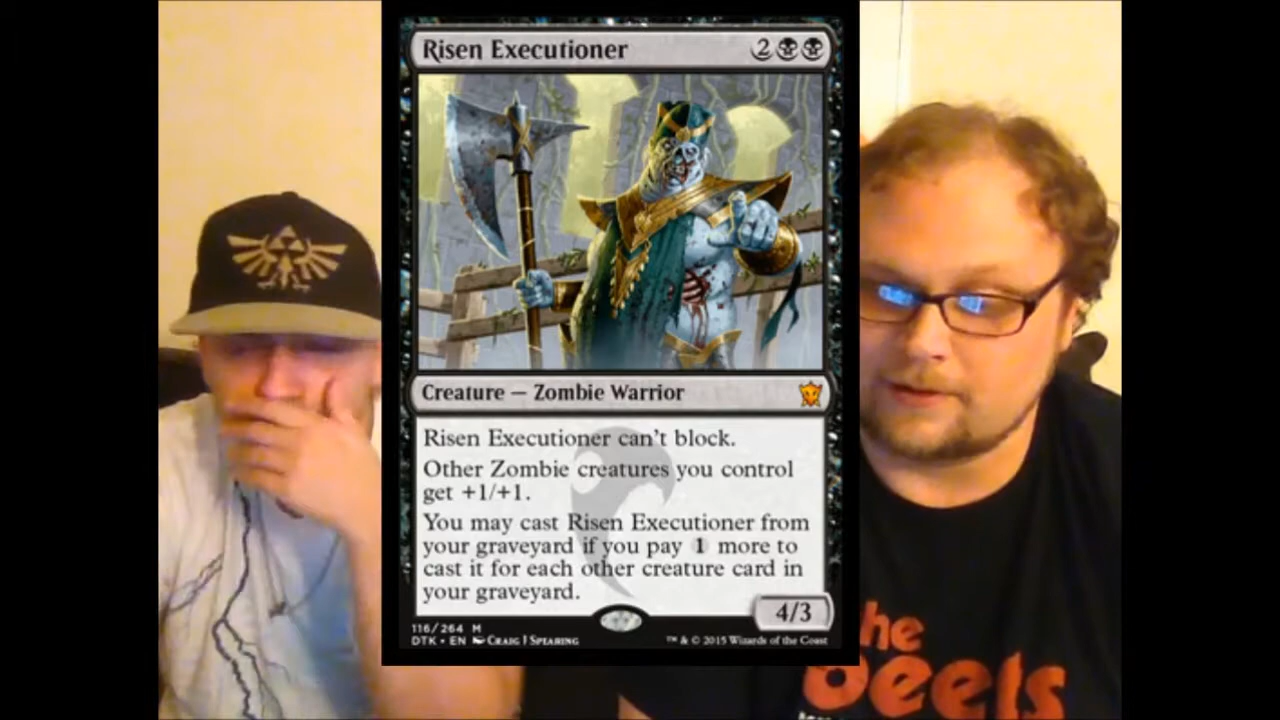 Risen Executioner 2
Creature — Zombie Warrior
Risen Executioner can't block.
Other Zombie creatures you control
get +1/+1.
You may cast Risen Executioner from
your graveyard if you pay 1 more to
cast it for each other creature card in
your graveyard.
4/3
116/264 M
DTK • EN CRAIG J SPEARING
™ & © 2015 Wizards of the Coast
the
Beets